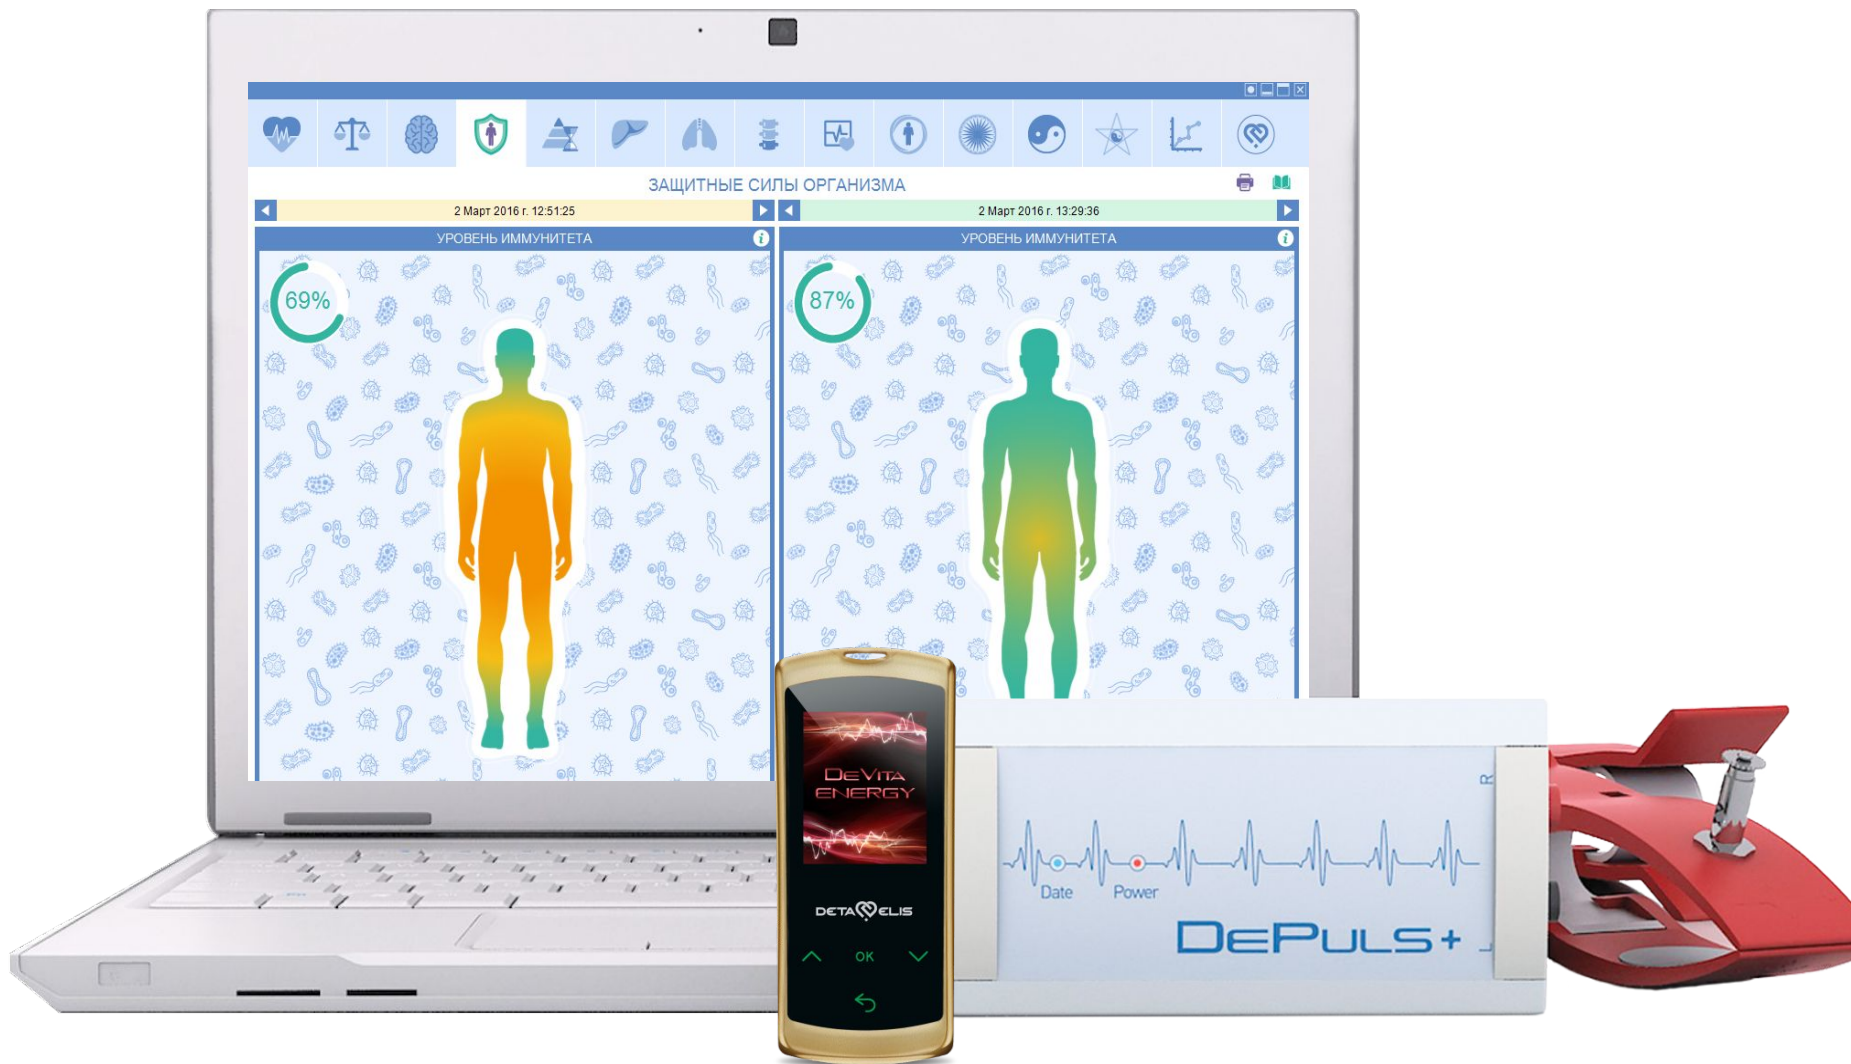 ЗАЩИТНЫЕ СИЛЫ ОРГАНИЗМА
2 Март 2016 г. 12:51:25
2 Март 2016 г. 13:29:36
УРОВЕНЬ ИММУНИТЕТА
УРОВЕНЬ ИММУНИТЕТА
69%
87%
DEVITA
ENERGY
DETA ELIS
OK
R
Date
Power
DEPULS+
L